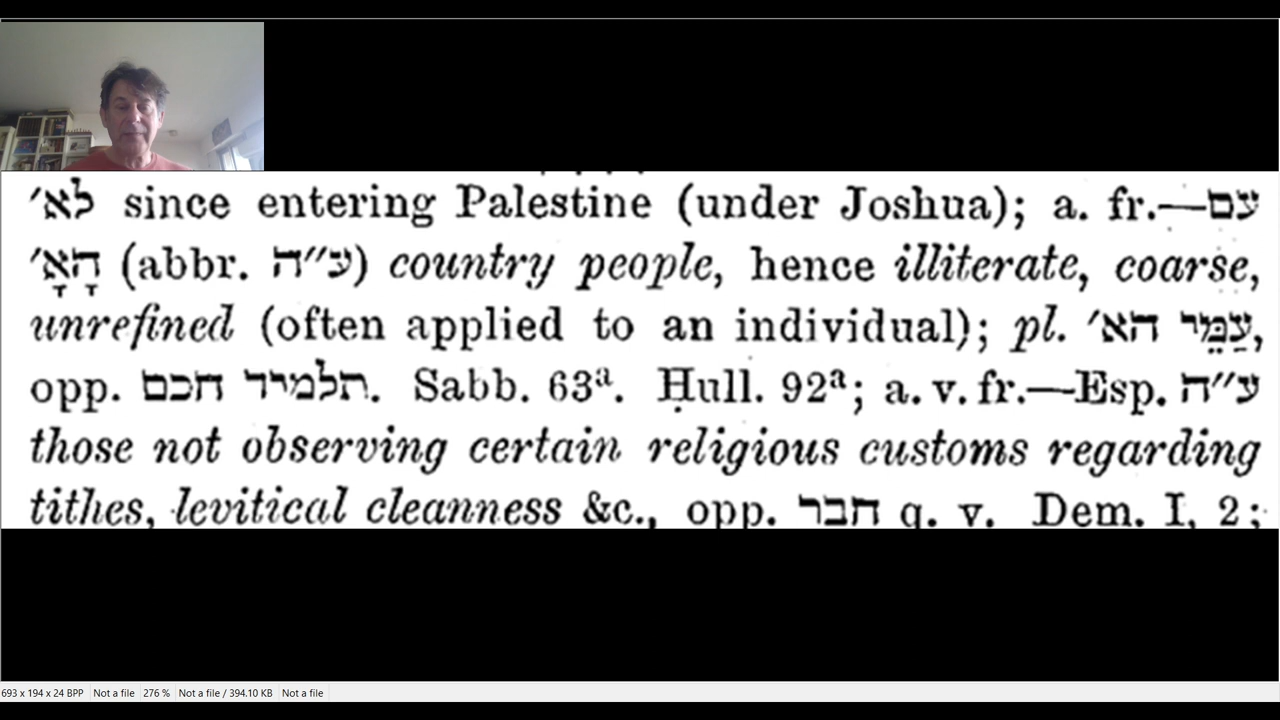 לא׳ since entering Palestine (under Joshua); a. fr.—עם
הָאָ׳ (abbr. ע״ה) country people, hence illiterate, coarse,
unrefined (often applied to an individual); pl. עַמֵּי הא׳,
opp. תלמיד חכם. Sabb. 63ᵃ. Ḥull. 92ᵃ; a. v. fr.—Esp. ע״ה
those not observing certain religious customs regarding
tithes, levitical cleanness &c., opp. חבר q. v. Dem. I, 2;
693 x 194 x 24 BPP Not a file 276 % Not a file / 394.10 KB Not a file